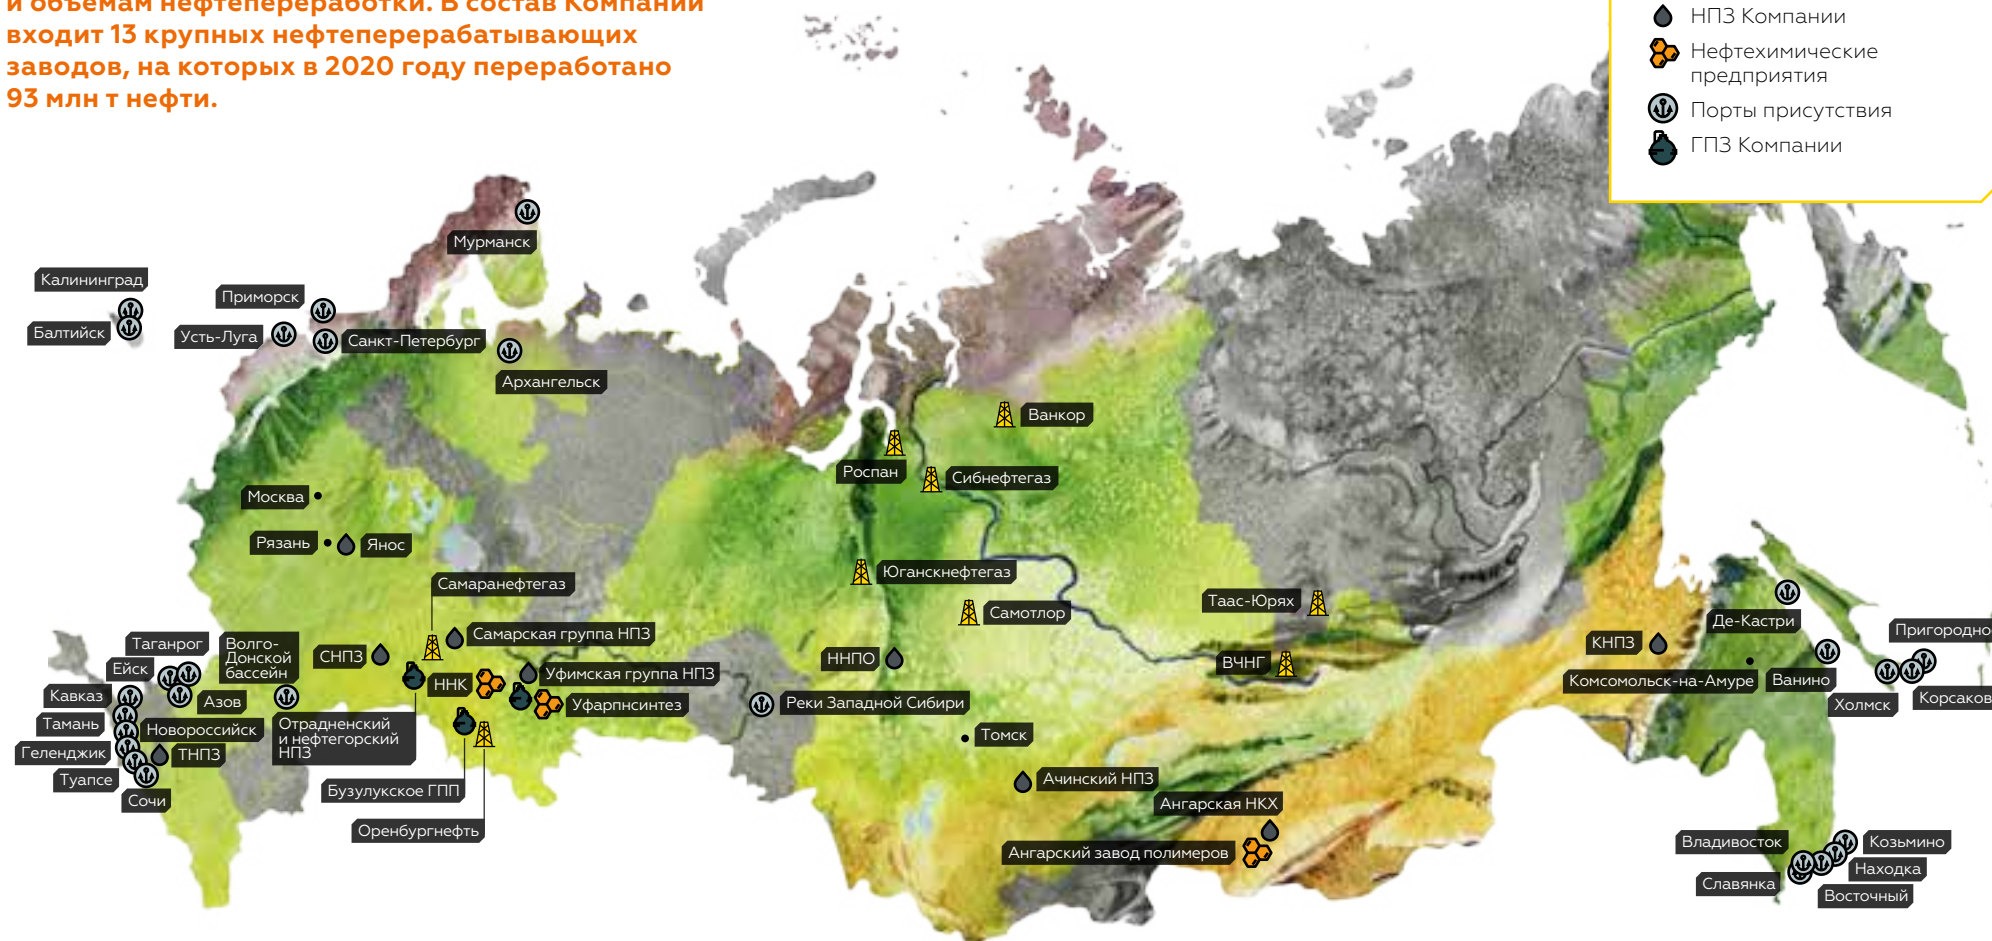 и объемам нефтепереработки. В состав Компании
входит 13 крупных нефтеперерабатывающих
заводов, на которых в 2020 году переработано
93 млн т нефти.
НПЗ Компании
Нефтехимические
предприятия
Порты присутствия
ГПЗ Компании
Мурманск
Калининград
Приморск
Балтийск
Усть-Луга
Санкт-Петербург
Архангельск
Ванкор
Роспан
Сибнефтегаз
Москва
Рязань
Янос
Юганскнефтегаз
Самаранефтегаз
Самотлор
Таас-Юрях
Де-Кастри
Пригородное
Таганрог
Волго-
Донской
бассейн
СНПЗ
Самарская группа НПЗ
ННПО
ВЧНГ
КНПЗ
Ейск
ННК
Уфимская группа НПЗ
Комсомольск-на-Амуре
Ванино
Кавказ
Азов
Уфарпнсинтез
Реки Западной Сибири
Холмск
Корсаков
Тамань
Новороссийск
Отрадненский
и нефтегорский
НПЗ
Томск
Геленджик
ТНПЗ
Туапсе
Ачинский НПЗ
Сочи
Бузулукское ГПП
Ангарская НКХ
Оренбургнефть
Ангарский завод полимеров
Владивосток
Козьмино
Находка
Славянка
Восточный